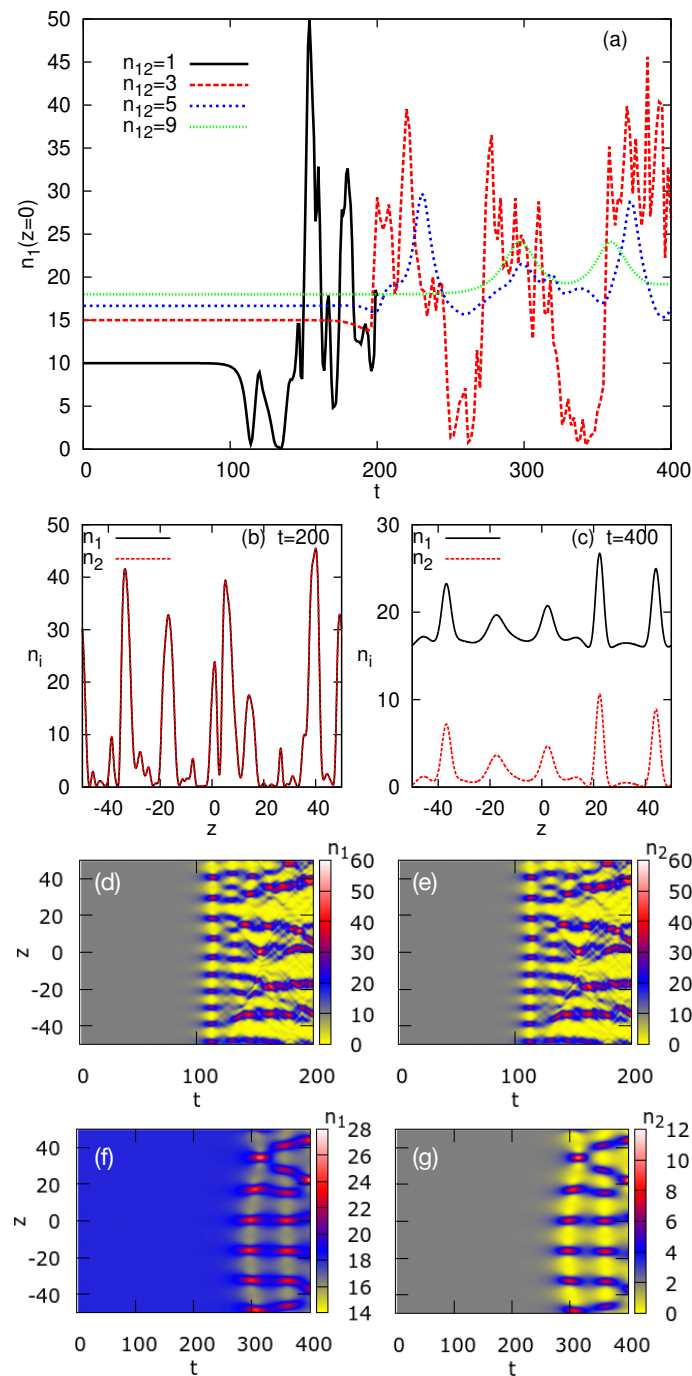 50
45
40
35
30
25
20
15
10
5
0
n₁(z=0)
(a)
n₁₂=1
n₁₂=3
n₁₂=5
n₁₂=9
0 100 200 300 400
t
50
40
30
20
10
0
nᵢ
n₁
n₂
(b) t=200
-40 -20 0 20 40
z
30
20
10
0
nᵢ
n₁
n₂
(c) t=400
-40 -20 0 20 40
z
(d)
40
20
0
-20
-40
z
0 100 200
t
n₁
60
50
40
30
20
10
0
(e)
0 100 200
t
n₂
60
50
40
30
20
10
0
(f)
40
20
0
-20
-40
z
0 100 200 300 400
t
n₁
28
26
24
22
20
18
16
14
(g)
0 100 200 300 400
t
n₂
12
10
8
6
4
2
0